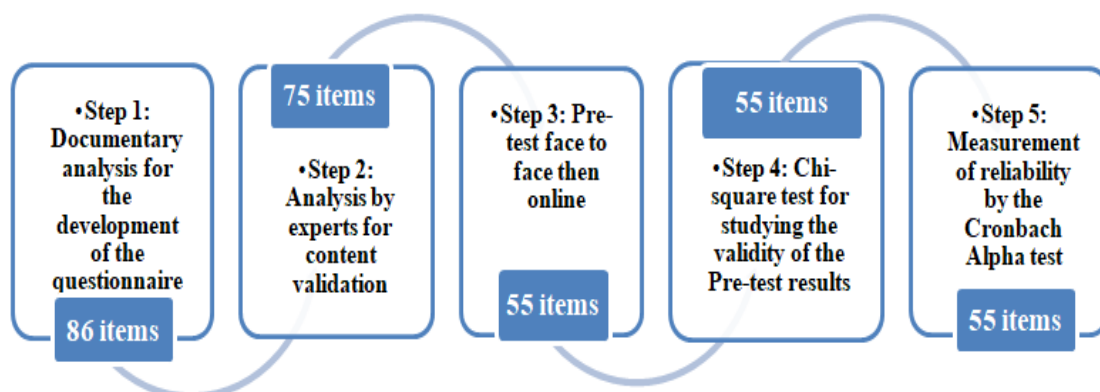 •Step 1:
Documentary
analysis for
the
development
of the
questionnaire
86 items
75 items
•Step 2:
Analysis by
experts for
content
validation
•Step 3: Pre-
test face to
face then
online
55 items
55 items
•Step 4: Chi-
square test for
studying the
validity of the
Pre-test results
•Step 5:
Measurement
of reliability
by the
Cronbach
Alpha test
55 items